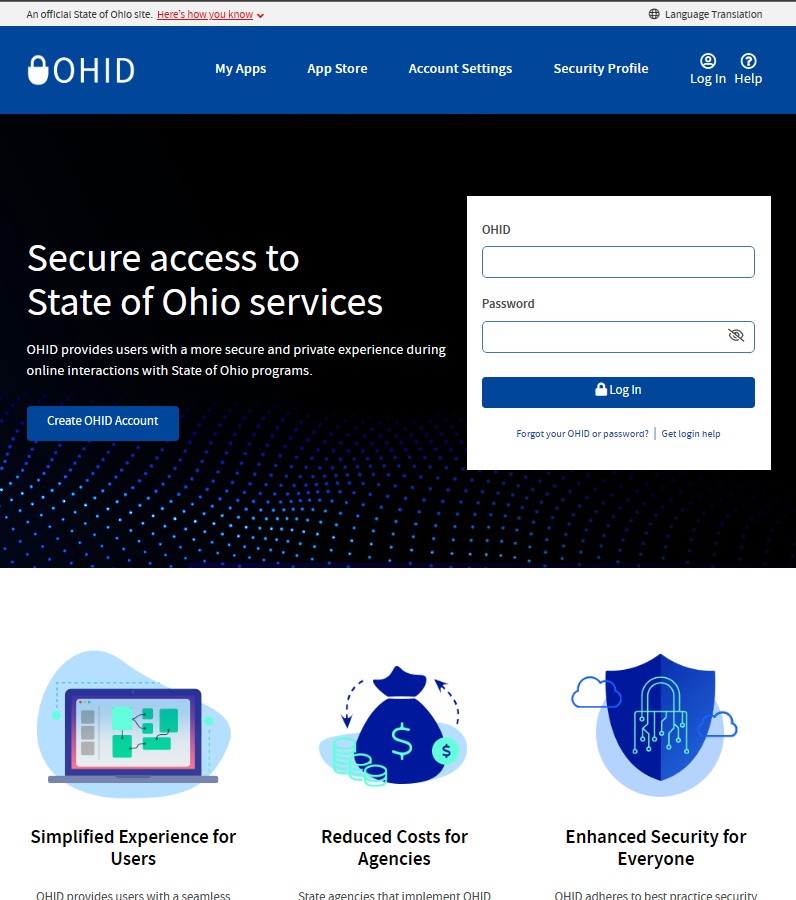 An official State of Ohio site. Here's how you know
Language Translation
OHID
My Apps
App Store
Account Settings
Security Profile
Log In
Help
Secure access to
State of Ohio services
OHID provides users with a more secure and private experience during
online interactions with State of Ohio programs.
Create OHID Account
OHID
Password
Log In
Forgot your OHID or password? | Get login help
$
$
Simplified Experience for
Users
Reduced Costs for
Agencies
Enhanced Security for
Everyone
OHID provides users with a seamless
State agencies that implement OHID
OHID adheres to best practice security